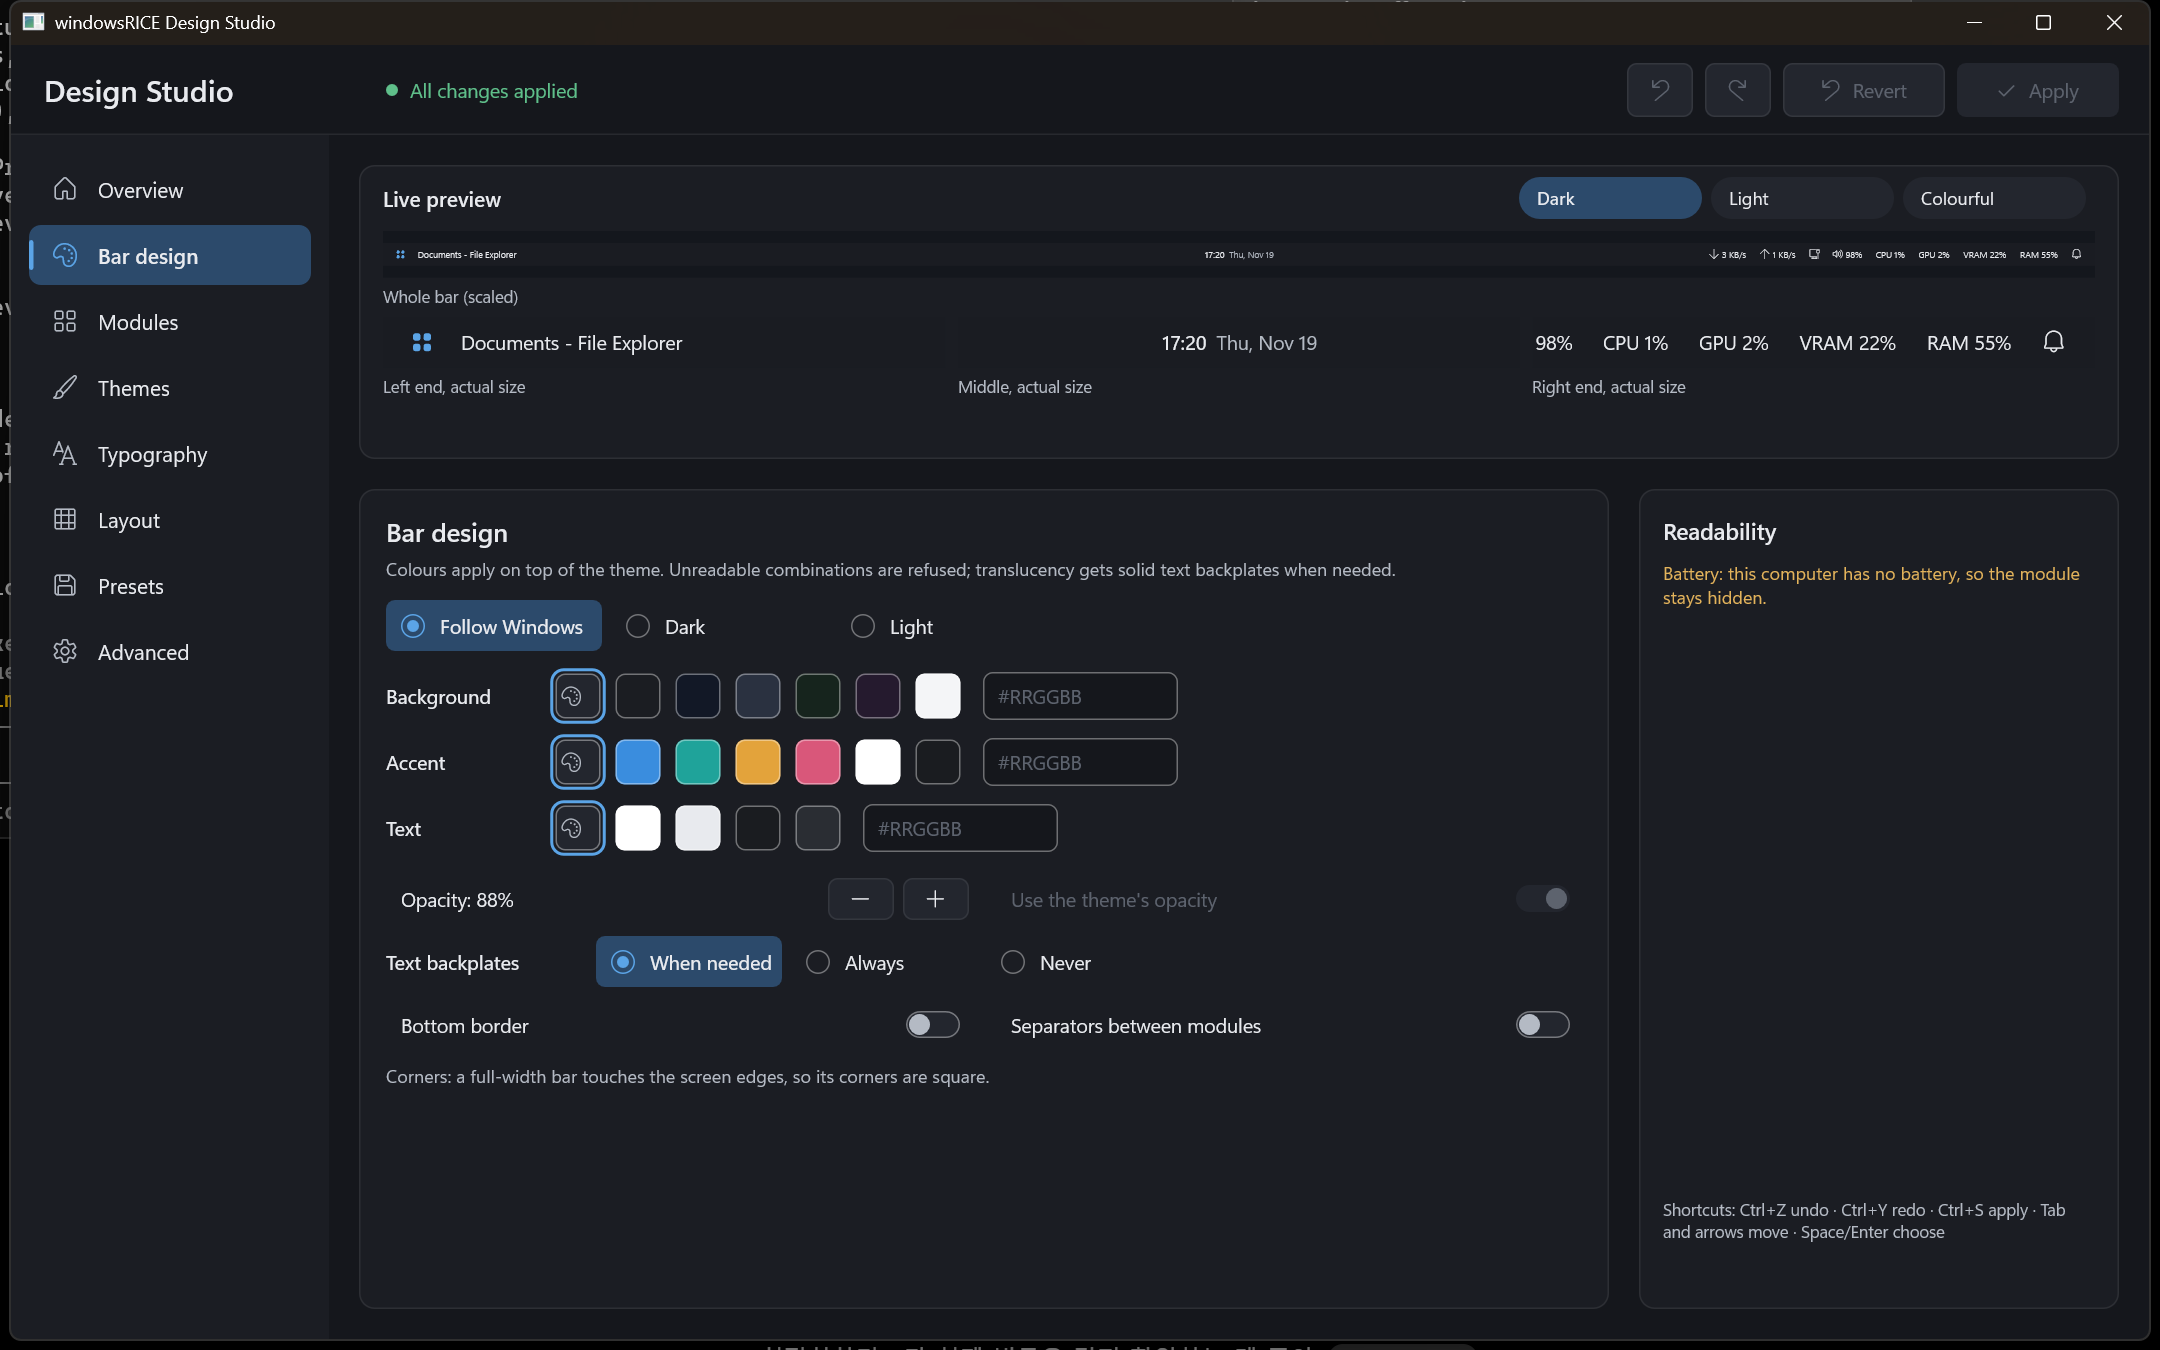 windowsRICE Design Studio
Design Studio
All changes applied
Revert
Apply
Overview
Bar design
Modules
Themes
Typography
Layout
Presets
Advanced
Live preview
Dark
Light
Colourful
Documents - File Explorer
17:20 Thu, Nov 19
3 KB/s 1 KB/s 98% CPU 1% GPU 2% VRAM 22% RAM 55%
Whole bar (scaled)
Documents - File Explorer
17:20 Thu, Nov 19
98% CPU 1% GPU 2% VRAM 22% RAM 55%
Left end, actual size
Middle, actual size
Right end, actual size
Bar design
Colours apply on top of the theme. Unreadable combinations are refused; translucency gets solid text backplates when needed.
Follow Windows
Dark
Light
Background
#RRGGBB
Accent
#RRGGBB
Text
#RRGGBB
Opacity: 88%
Use the theme's opacity
Text backplates
When needed
Always
Never
Bottom border
Separators between modules
Corners: a full-width bar touches the screen edges, so its corners are square.
Readability
Battery: this computer has no battery, so the module
stays hidden.
Shortcuts: Ctrl+Z undo · Ctrl+Y redo · Ctrl+S apply · Tab
and arrows move · Space/Enter choose